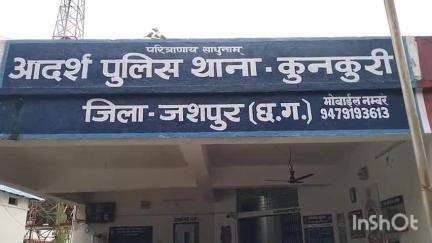 परित्राणाय साधुनाम्
आदर्श पुलिस थाना - कुनकुरी
जिला - जशपुर (छ.ग.) मोबाईल नम्बर
9479193613
InShOt